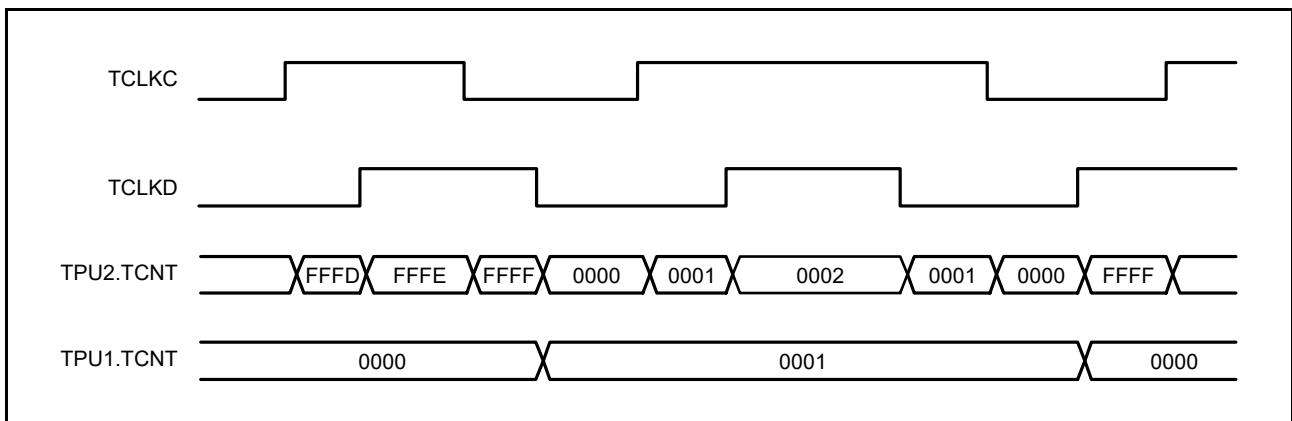 TCLKC
TCLKD
TPU2.TCNT FFFD FFFE FFFF 0000 0001 0002 0001 0000 FFFF
TPU1.TCNT 0000 0001 0000